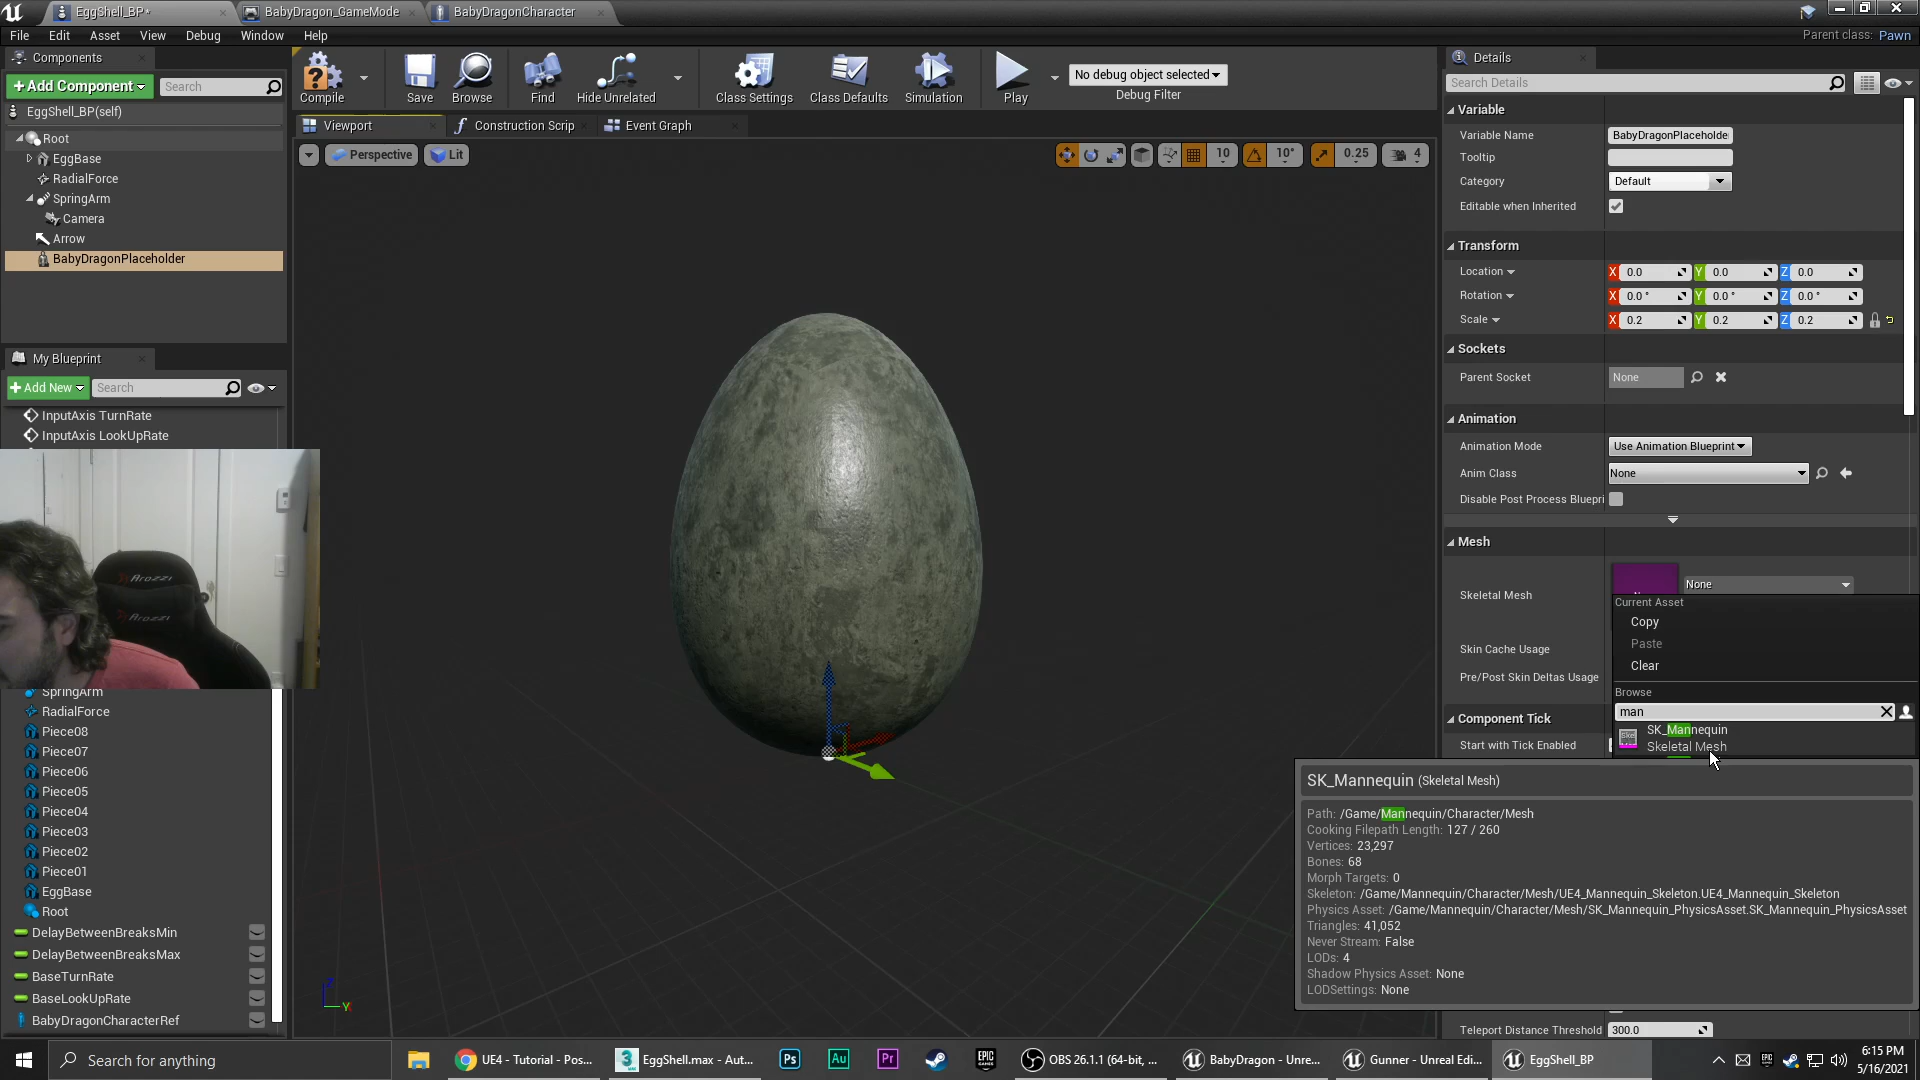 EggShell_BP*
BabyDragon_GameMode
BabyDragonCharacter
File Edit Asset View Debug Window Help
Parent class: Pawn
Components
+Add Component
Search
EggShell_BP(self)
Root
EggBase
RadialForce
SpringArm
Camera
Arrow
BabyDragonPlaceholder
My Blueprint
+Add New
Search
InputAxis TurnRate
InputAxis LookUpRate
AROZZI
AROZZI
SpringArm
RadialForce
Piece08
Piece07
Piece06
Piece05
Piece04
Piece03
Piece02
Piece01
EggBase
Root
DelayBetweenBreaksMin
DelayBetweenBreaksMax
BaseTurnRate
BaseLookUpRate
BabyDragonCharacterRef
Compile
Save
Browse
Find
Hide Unrelated
Class Settings
Class Defaults
Simulation
Play
No debug object selected
Debug Filter
Viewport
Construction Scrip
Event Graph
Perspective
Lit
10
10°
0.25
4
Z
Y
Details
Search Details
Variable
Variable Name BabyDragonPlaceholde
Tooltip
Category Default
Editable when Inherited
Transform
Location X 0.0 Y 0.0 Z 0.0
Rotation X 0.0 ° Y 0.0 ° Z 0.0 °
Scale X 0.2 Y 0.2 Z 0.2
Sockets
Parent Socket None
Animation
Animation Mode Use Animation Blueprint
Anim Class None
Disable Post Process Bluepri
Mesh
Skeletal Mesh
None
Current Asset
Copy
Paste
Clear
Skin Cache Usage
Pre/Post Skin Deltas Usage
Browse
man
SK_Mannequin
Skeletal Mesh
Component Tick
Start with Tick Enabled
SK_Mannequin (Skeletal Mesh)
Path: /Game/Mannequin/Character/Mesh
Cooking Filepath Length: 127 / 260
Vertices: 23,297
Bones: 68
Morph Targets: 0
Skeleton: /Game/Mannequin/Character/Mesh/UE4_Mannequin_Skeleton.UE4_Mannequin_Skeleton
Physics Asset: /Game/Mannequin/Character/Mesh/SK_Mannequin_PhysicsAsset.SK_Mannequin_PhysicsAsset
Triangles: 41,052
Never Stream: False
LODs: 4
Shadow Physics Asset: None
LODSettings: None
Teleport Distance Threshold 300.0
Search for anything
UE4 - Tutorial - Pos...
3
MAX
EggShell.max - Aut...
Ps
Au
Pr
EPIC
GAMES
OBS 26.1.1 (64-bit, ...
BabyDragon - Unre...
Gunner - Unreal Edi...
EggShell_BP
6:15 PM
5/16/2021